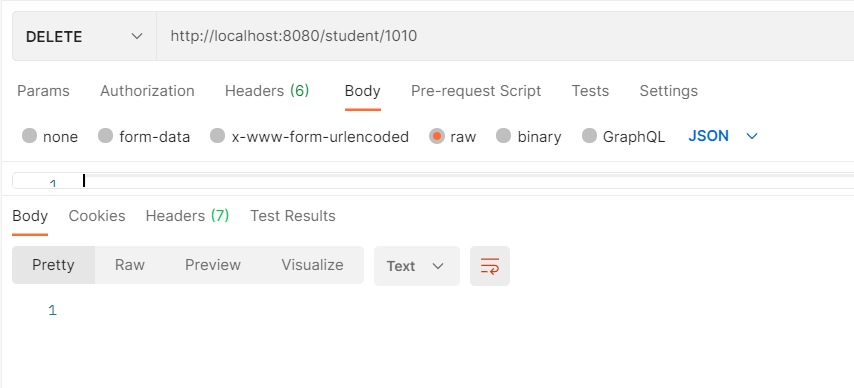 DELETE http://localhost:8080/student/1010
Params Authorization Headers (6) Body Pre-request Script Tests Settings
none form-data x-www-form-urlencoded raw binary GraphQL JSON
1
Body Cookies Headers (7) Test Results
Pretty Raw Preview Visualize Text
1